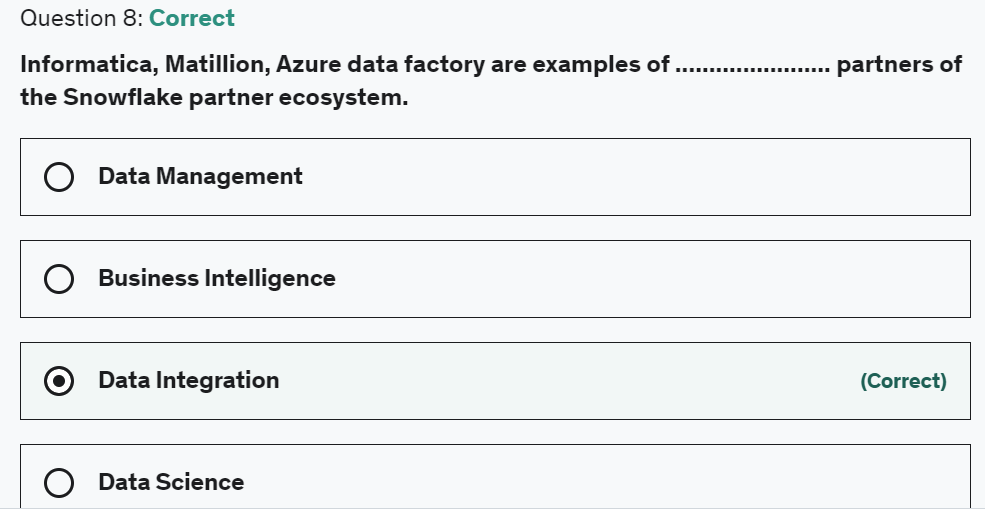 Question 8: Correct
Informatica, Matillion, Azure data factory are examples of ....................... partners of
the Snowflake partner ecosystem.
Data Management
Business Intelligence
Data Integration
(Correct)
Data Science